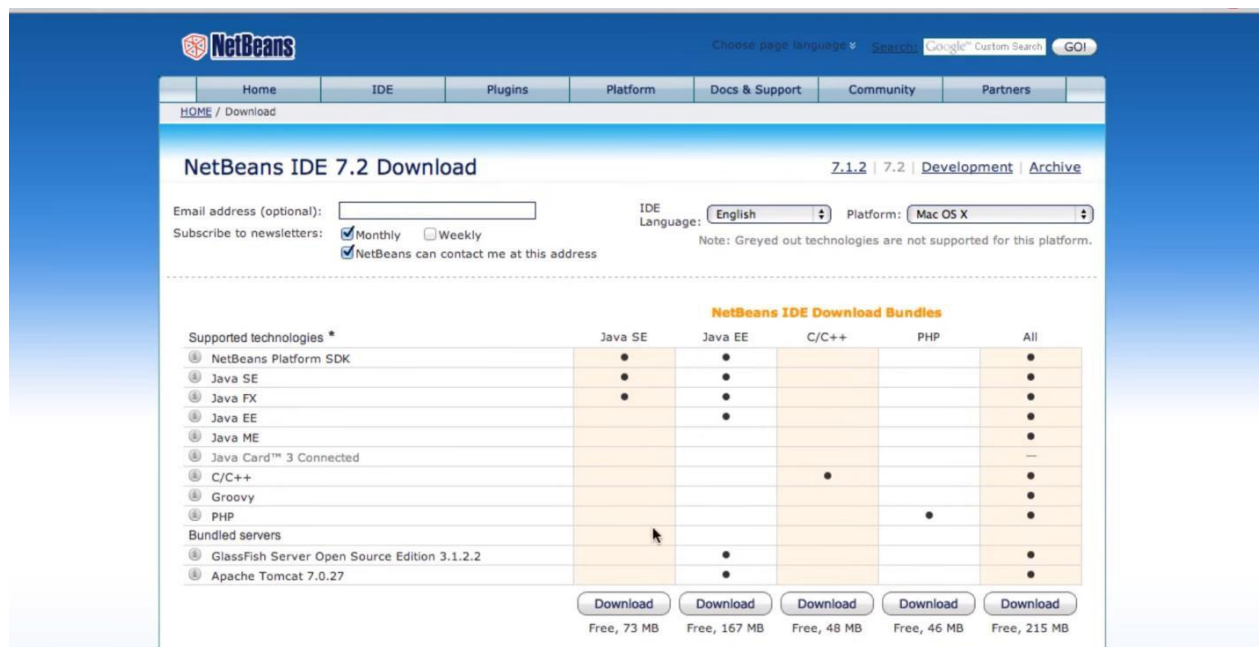 NetBeans
Choose page language Search: Google™ Custom Search GO!
Home IDE Plugins Platform Docs & Support Community Partners
HOME / Download
NetBeans IDE 7.2 Download 7.1.2 | 7.2 | Development | Archive
Email address (optional): IDE Language: English Platform: Mac OS X
Subscribe to newsletters: Monthly Weekly Note: Greyed out technologies are not supported for this platform.
NetBeans can contact me at this address
NetBeans IDE Download Bundles
Supported technologies * Java SE Java EE C/C++ PHP All
NetBeans Platform SDK • • •
Java SE • • •
Java FX • • •
Java EE • •
Java ME •
Java Card™ 3 Connected —
C/C++ • •
Groovy •
PHP • •
Bundled servers
GlassFish Server Open Source Edition 3.1.2.2 • •
Apache Tomcat 7.0.27 • •
Download Download Download Download Download
Free, 73 MB Free, 167 MB Free, 48 MB Free, 46 MB Free, 215 MB